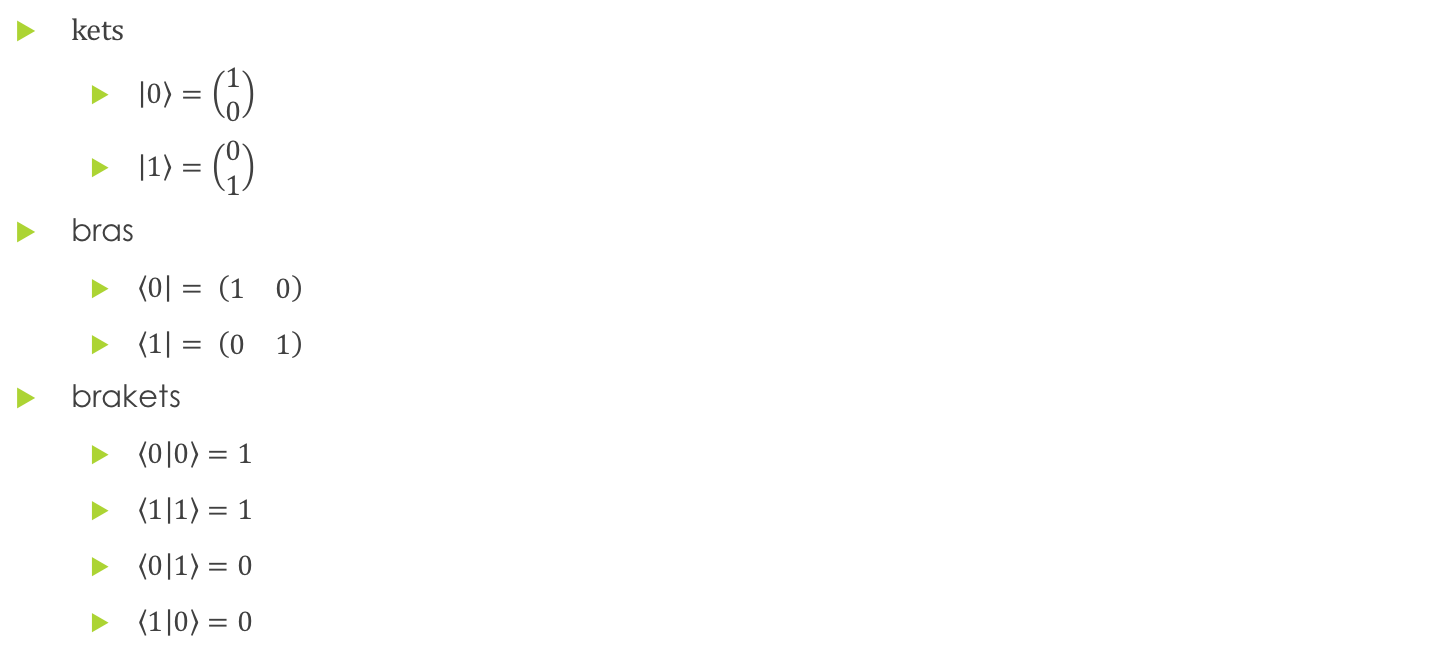 kets
|0⟩ = (1 0)
|1⟩ = (0 1)
bras
⟨0| = (1 0)
⟨1| = (0 1)
brakets
⟨0|0⟩ = 1
⟨1|1⟩ = 1
⟨0|1⟩ = 0
⟨1|0⟩ = 0